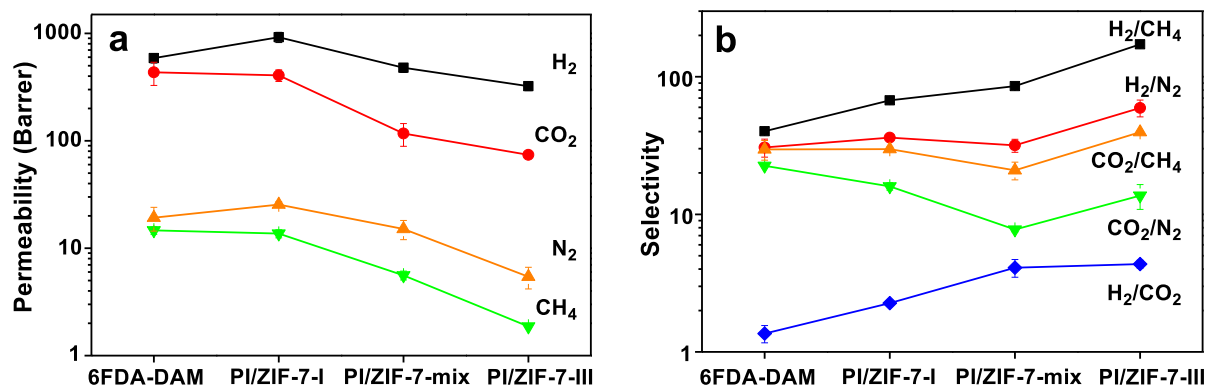 a
Permeability (Barrer)
1000
100
10
1
H2
CO2
N2
CH4
6FDA-DAM
PI/ZIF-7-I
PI/ZIF-7-mix
PI/ZIF-7-III
b
Selectivity
100
10
1
H2/CH4
H2/N2
CO2/CH4
CO2/N2
H2/CO2
6FDA-DAM
PI/ZIF-7-I
PI/ZIF-7-mix
PI/ZIF-7-III